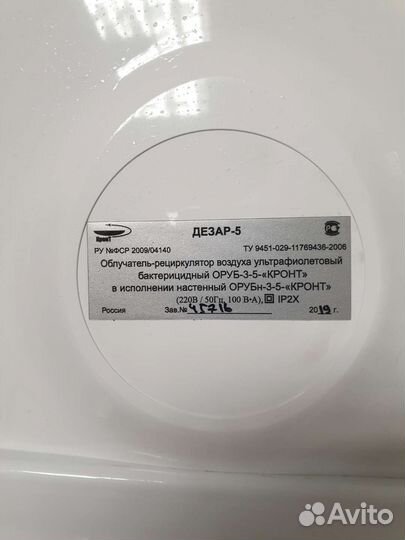 ДЕЗАР-5
Кронт
РУ №ФСР 2009/04140 ТУ 9451-029-11769436-2006
Облучатель-рециркулятор воздуха ультрафиолетовый
бактерицидный ОРУБ-3-5-«КРОНТ»
в исполнении настенный ОРУБн-3-5-«КРОНТ»
(220В / 50Гц, 100 В·А), IP2X
Россия Зав.№ 45716 2019 г.
Avito